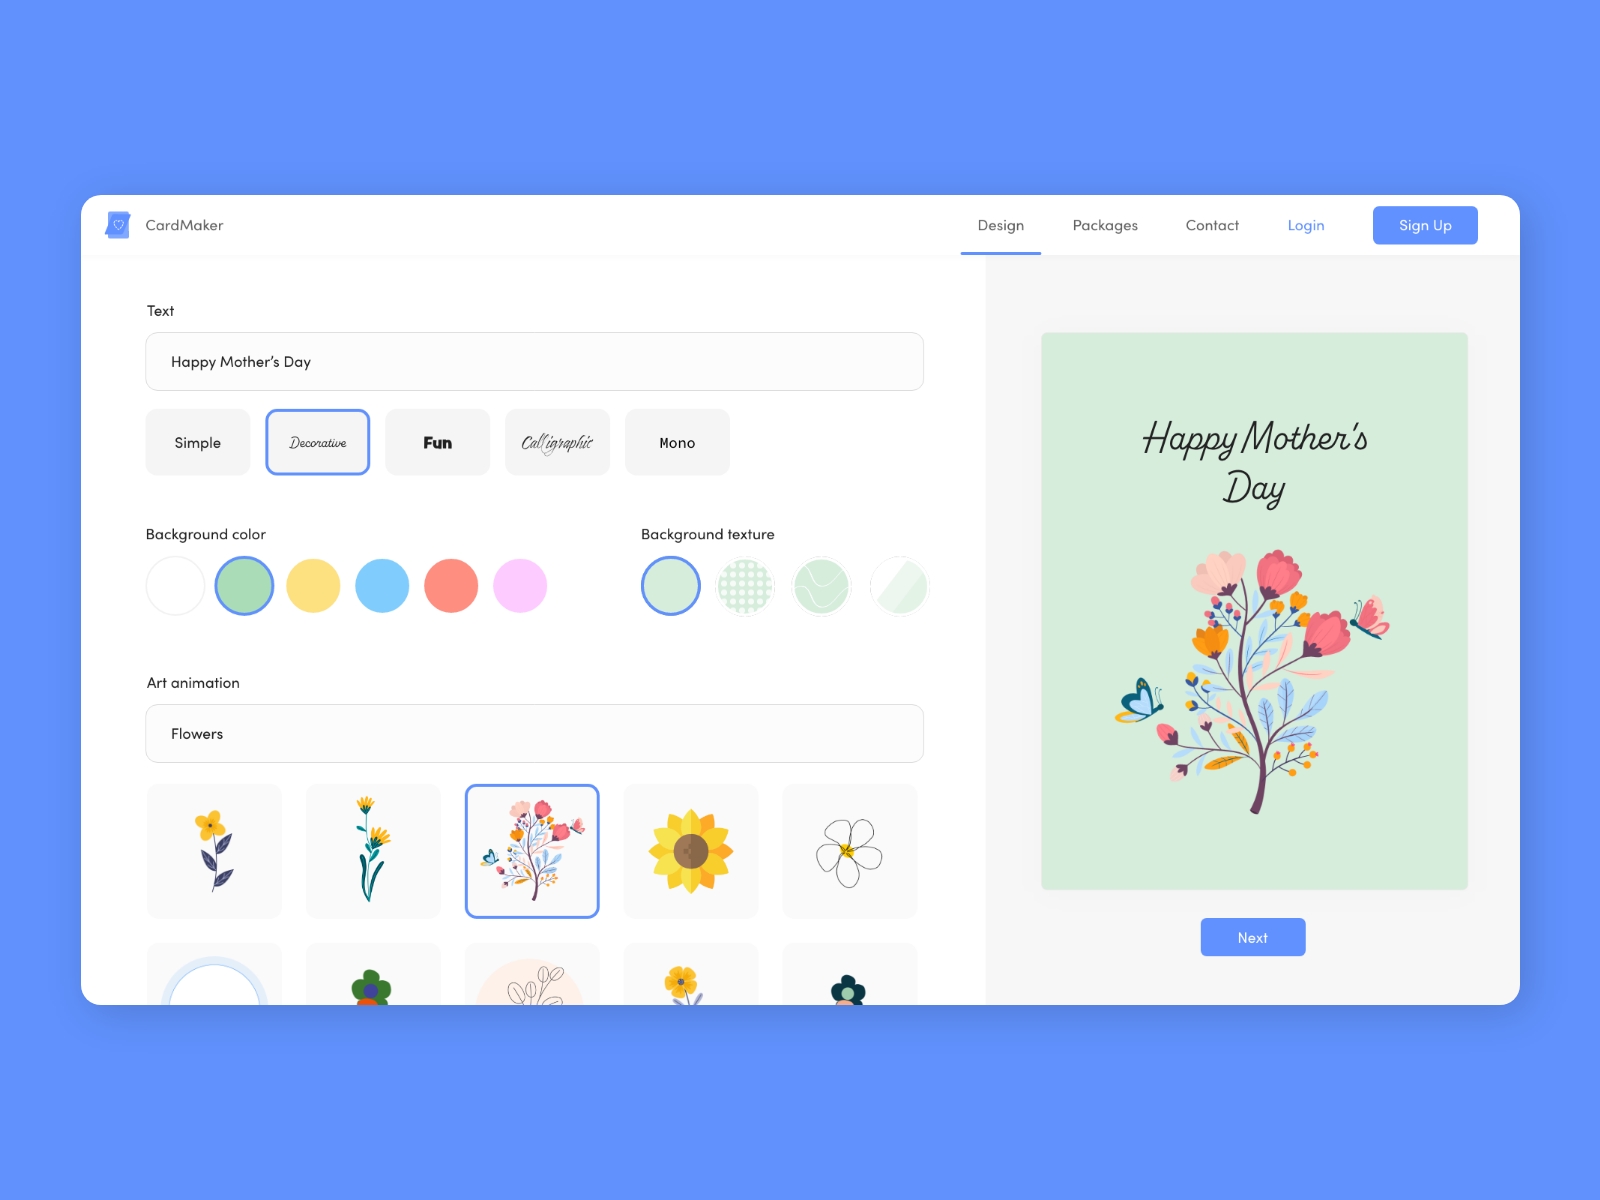 CardMaker
Design
Packages
Contact
Login
Sign Up
Text
Happy Mother’s Day
Simple
Decorative
Fun
Calligraphic
Mono
Background color
Background texture
Art animation
Flowers
Happy Mother’s
Day
Next